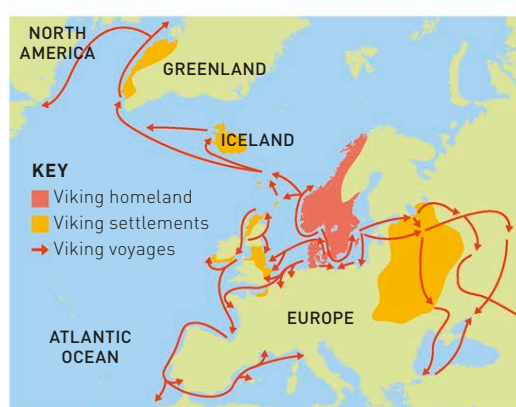 NORTH
AMERICA
GREENLAND
ICELAND
KEY
Viking homeland
Viking settlements
Viking voyages
EUROPE
ATLANTIC
OCEAN